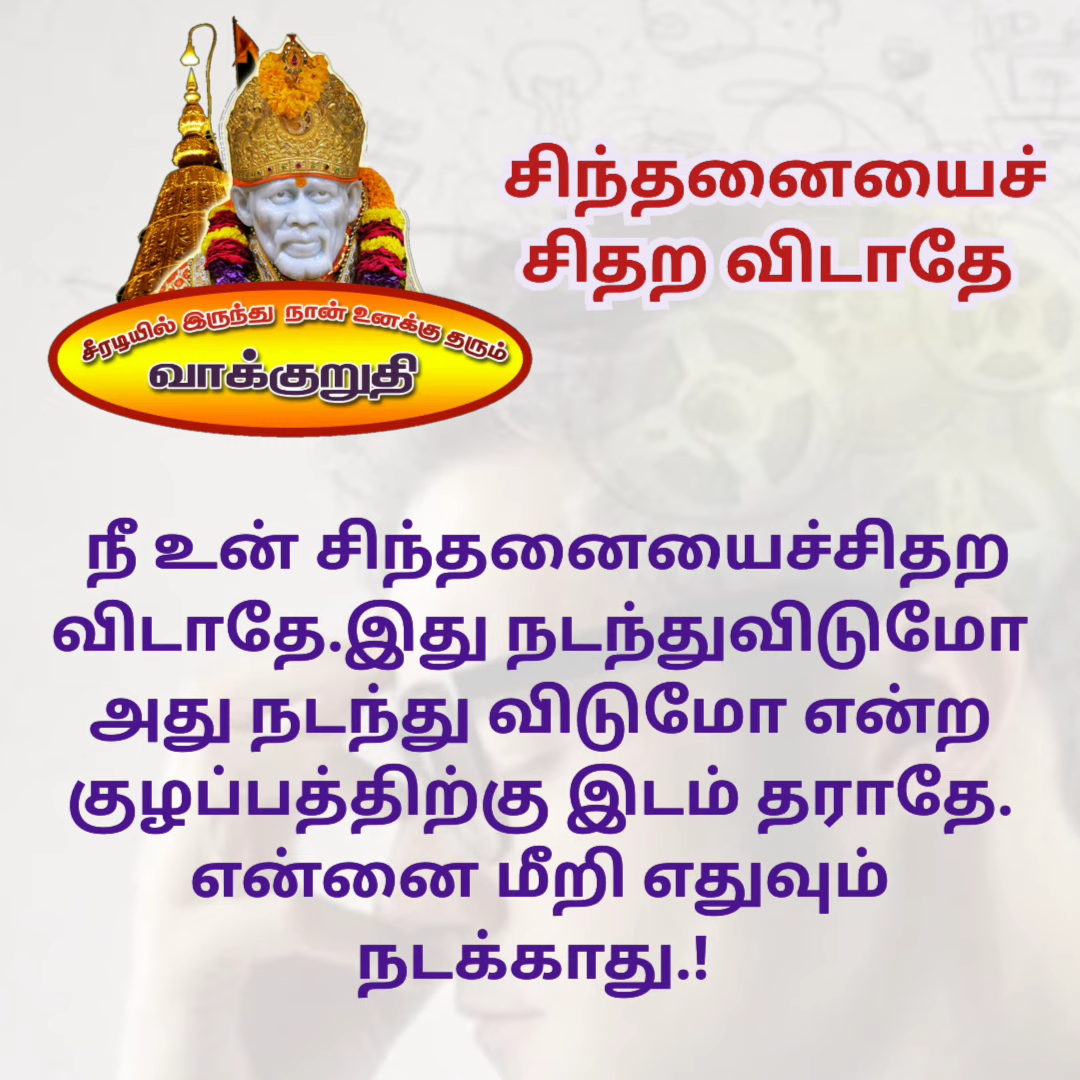 சிந்தனையைச்
சிதற விடாதே
சீரடியில் இருந்து நான் உனக்கு தரும்
வாக்குறுதி
நீ உன் சிந்தனையைச்சிதற
விடாதே.இது நடந்துவிடுமோ
அது நடந்து விடுமோ என்ற
குழப்பத்திற்கு இடம் தராதே.
என்னை மீறி எதுவும்
நடக்காது.!